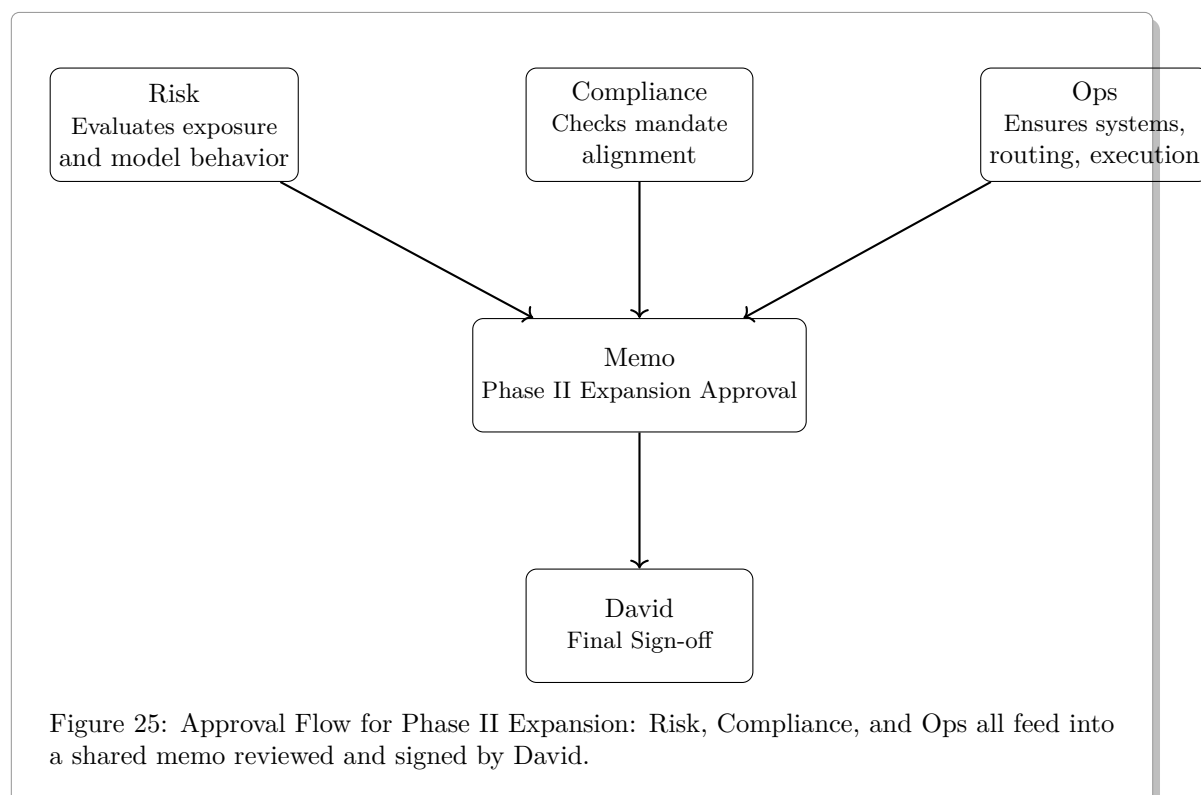 Risk
Evaluates exposure
and model behavior
Compliance
Checks mandate
alignment
Ops
Ensures systems,
routing, execution
Memo
Phase II Expansion Approval
David
Final Sign-off
Figure 25: Approval Flow for Phase II Expansion: Risk, Compliance, and Ops all feed into
a shared memo reviewed and signed by David.